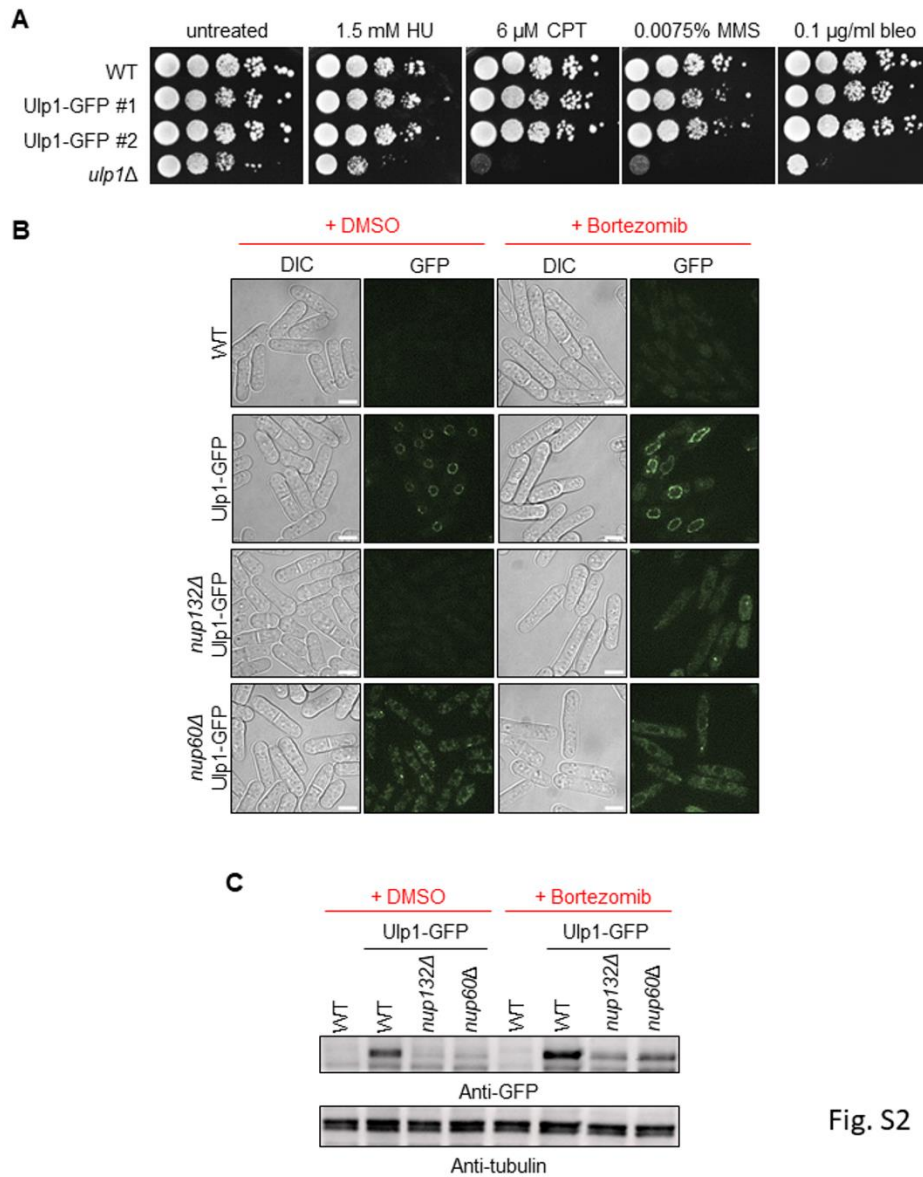 A
untreated 1.5 mM HU 6 µM CPT 0.0075% MMS 0.1 µg/ml bleo
WT
Ulp1-GFP #1
Ulp1-GFP #2
ulp1Δ
B
+ DMSO + Bortezomib
DIC GFP DIC GFP
WT
Ulp1-GFP
nup132Δ
Ulp1-GFP
nup60Δ
Ulp1-GFP
C
+ DMSO + Bortezomib
Ulp1-GFP Ulp1-GFP
WT WT nup132Δ nup60Δ WT WT nup132Δ nup60Δ
Anti-GFP
Anti-tubulin
Fig. S2